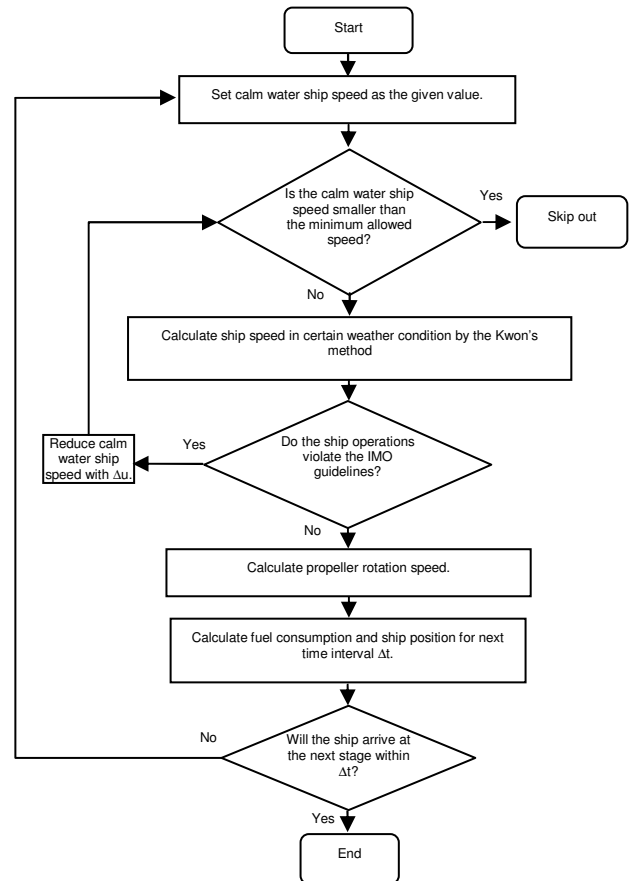 Start
Set calm water ship speed as the given value.
Is the calm water ship
speed smaller than
the minimum allowed
speed?
Yes
Skip out
No
Calculate ship speed in certain weather condition by the Kwon's
method
Do the ship operations
violate the IMO
guidelines?
Yes
Reduce calm
water ship
speed with Δu.
No
Calculate propeller rotation speed.
Calculate fuel consumption and ship position for next
time interval Δt.
Will the ship arrive at
the next stage within
Δt?
No
Yes
End